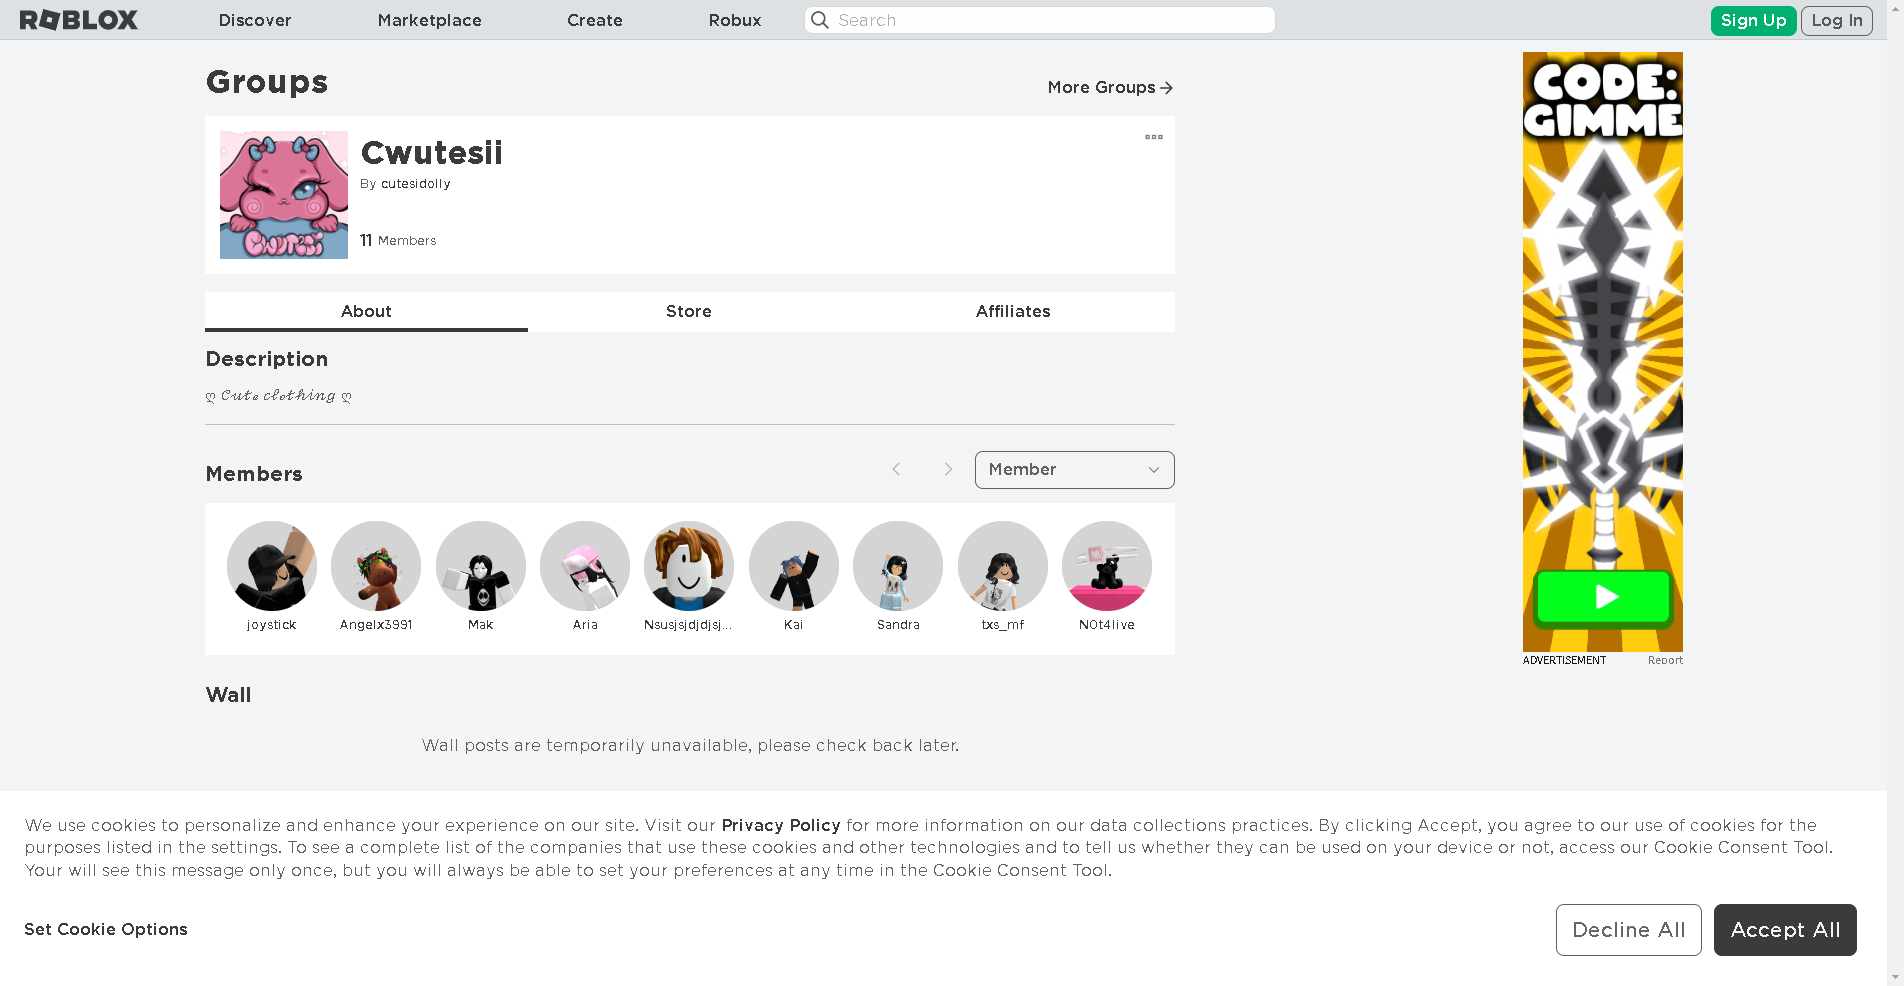 ROBLOX
Discover
Marketplace
Create
Robux
Search
Sign Up
Log In
Groups
More Groups
Cwutesii
By cutesidolly
11 Members
CWUTESI
About
Store
Affiliates
Description
ღ 𝓒𝓾𝓽𝓮 𝓬𝓵𝓸𝓽𝓱𝓲𝓷𝓰 ღ
Members
Member
joystick
Angelx3991
Mak
Aria
Nsusjsjdjdjsj...
Kai
Sandra
txs_mf
N0t4live
Wall
Wall posts are temporarily unavailable, please check back later.
CODE:
GIMME
ADVERTISEMENT
Report
We use cookies to personalize and enhance your experience on our site. Visit our Privacy Policy for more information on our data collections practices. By clicking Accept, you agree to our use of cookies for the
purposes listed in the settings. To see a complete list of the companies that use these cookies and other technologies and to tell us whether they can be used on your device or not, access our Cookie Consent Tool.
Your will see this message only once, but you will always be able to set your preferences at any time in the Cookie Consent Tool.
Set Cookie Options
Decline All
Accept All